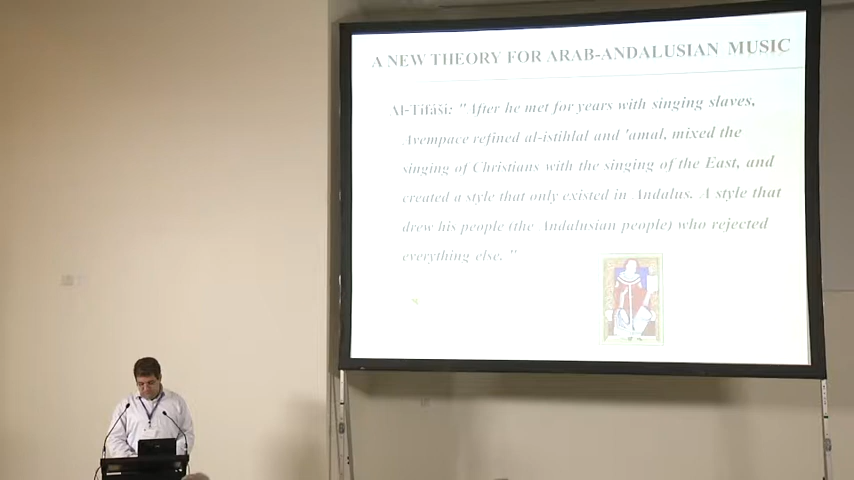 A NEW THEORY FOR ARAB-ANDALUSIAN MUSIC
Al-Tifáši: "After he met for years with singing slaves,
Avempace refined al-istihlal and 'amal, mixed the
singing of Christians with the singing of the East, and
created a style that only existed in Andalus. A style that
drew his people (the Andalusian people) who rejected
everything else. "